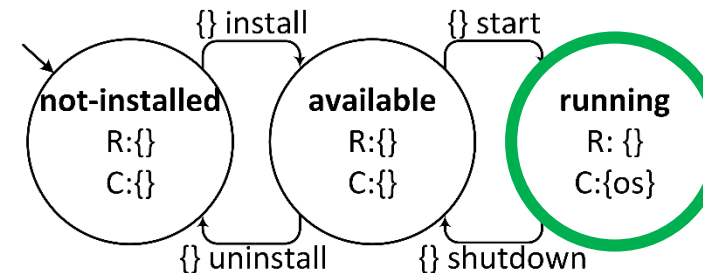 {} install
{} start
not-installed
R:{}
C:{}
available
R:{}
C:{}
running
R: {}
C:{os}
{} uninstall
{} shutdown